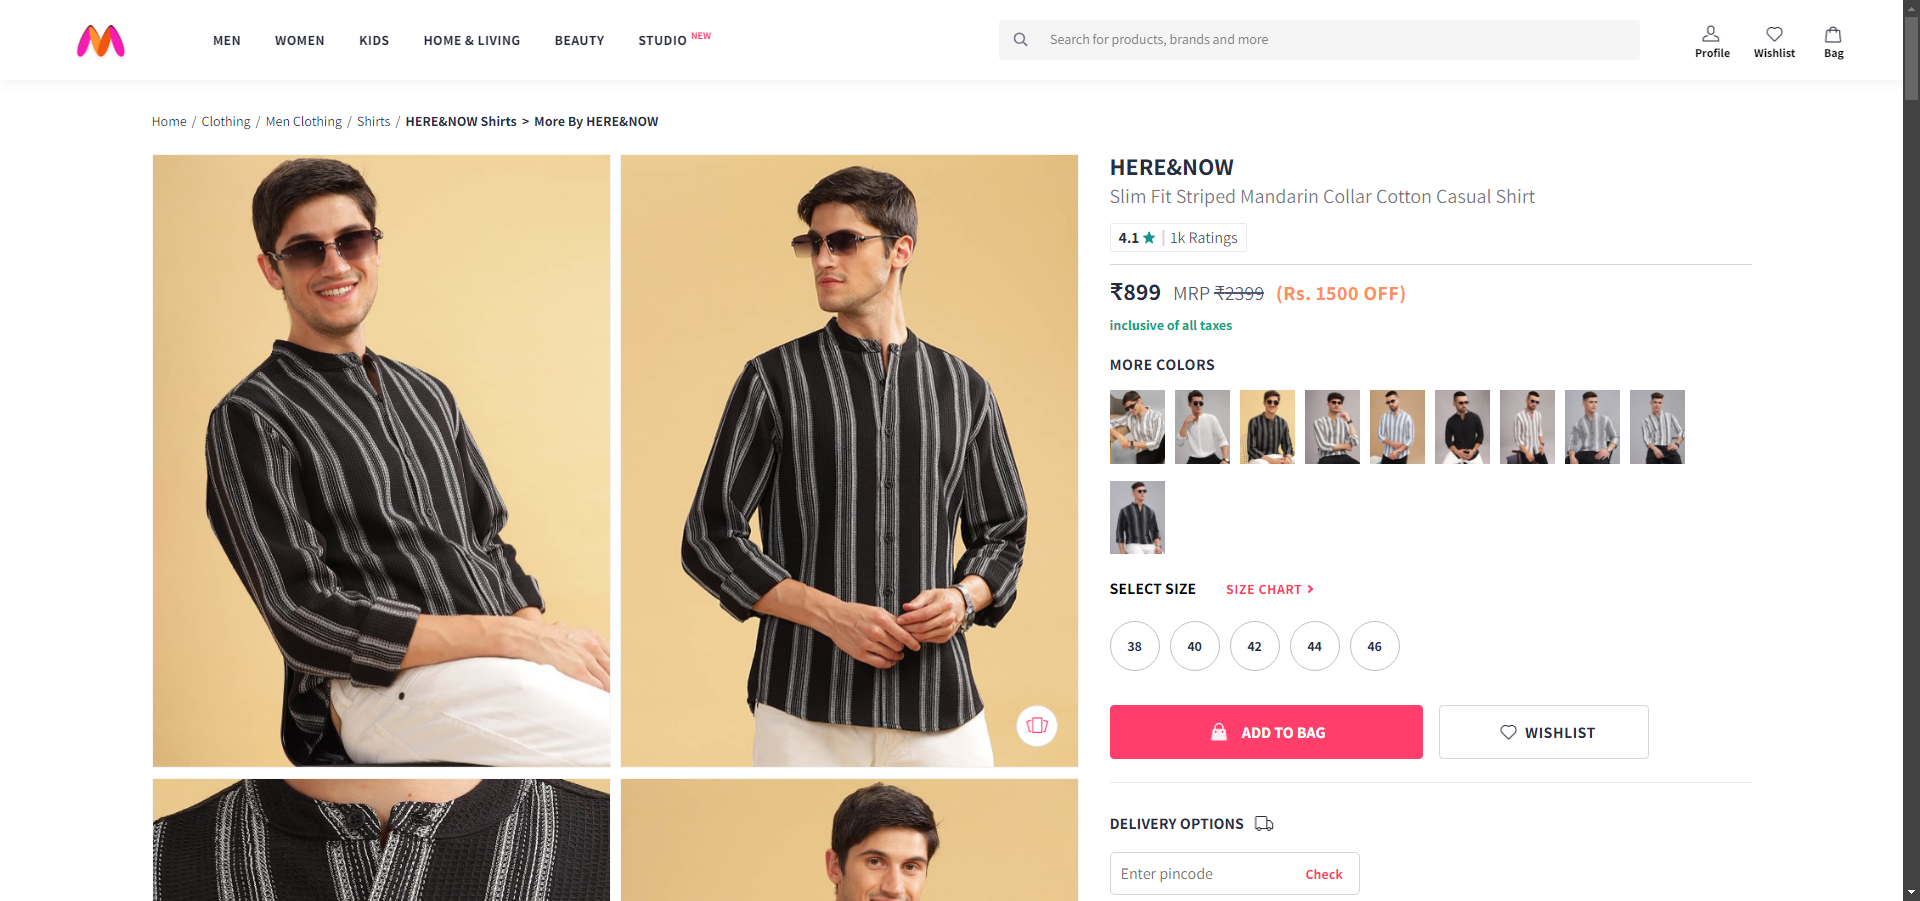 MEN WOMEN KIDS HOME & LIVING BEAUTY STUDIO NEW
Search for products, brands and more
Profile Wishlist Bag
Home / Clothing / Men Clothing / Shirts / HERE&NOW Shirts > More By HERE&NOW
HERE&NOW
Slim Fit Striped Mandarin Collar Cotton Casual Shirt
4.1 ★ | 1k Ratings
₹899 MRP ₹2399 (Rs. 1500 OFF)
inclusive of all taxes
MORE COLORS
SELECT SIZE SIZE CHART >
38 40 42 44 46
ADD TO BAG WISHLIST
DELIVERY OPTIONS
Enter pincode Check